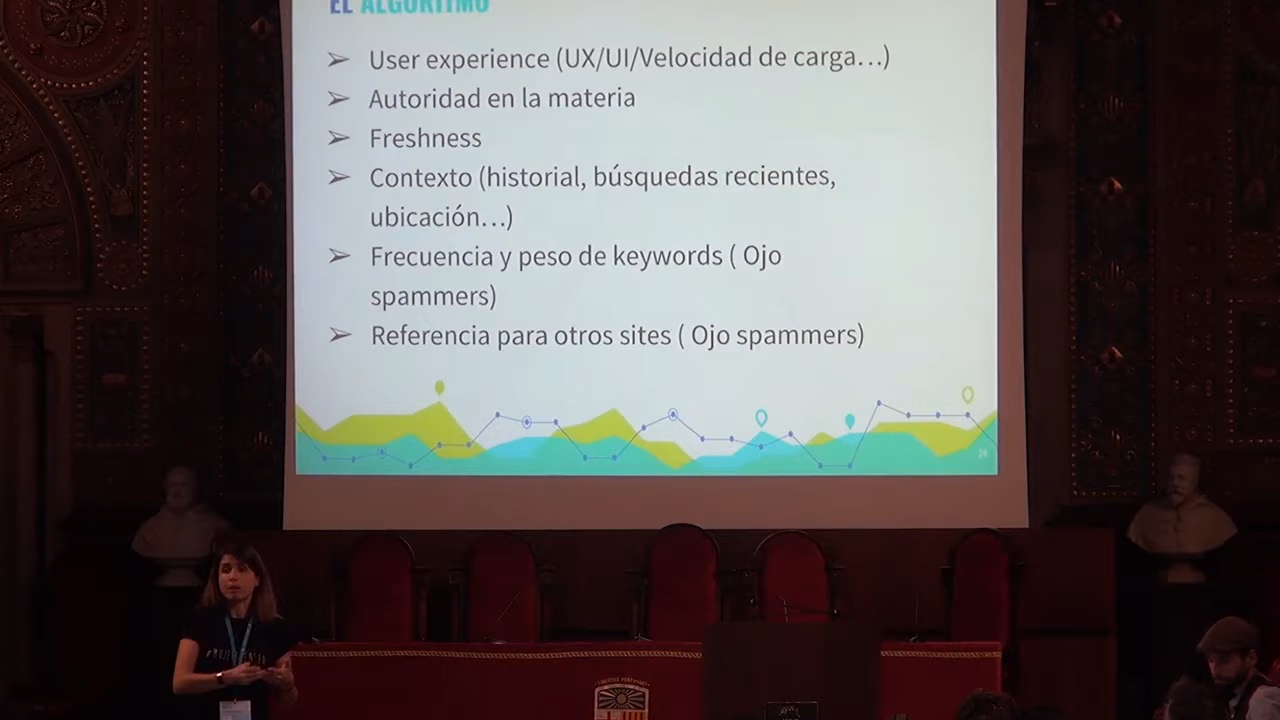 EL ALGORITMO
➢ User experience (UX/UI/Velocidad de carga…)
➢ Autoridad en la materia
➢ Freshness
➢ Contexto (historial, búsquedas recientes,
ubicación…)
➢ Frecuencia y peso de keywords ( Ojo
spammers)
➢ Referencia para otros sites ( Ojo spammers)